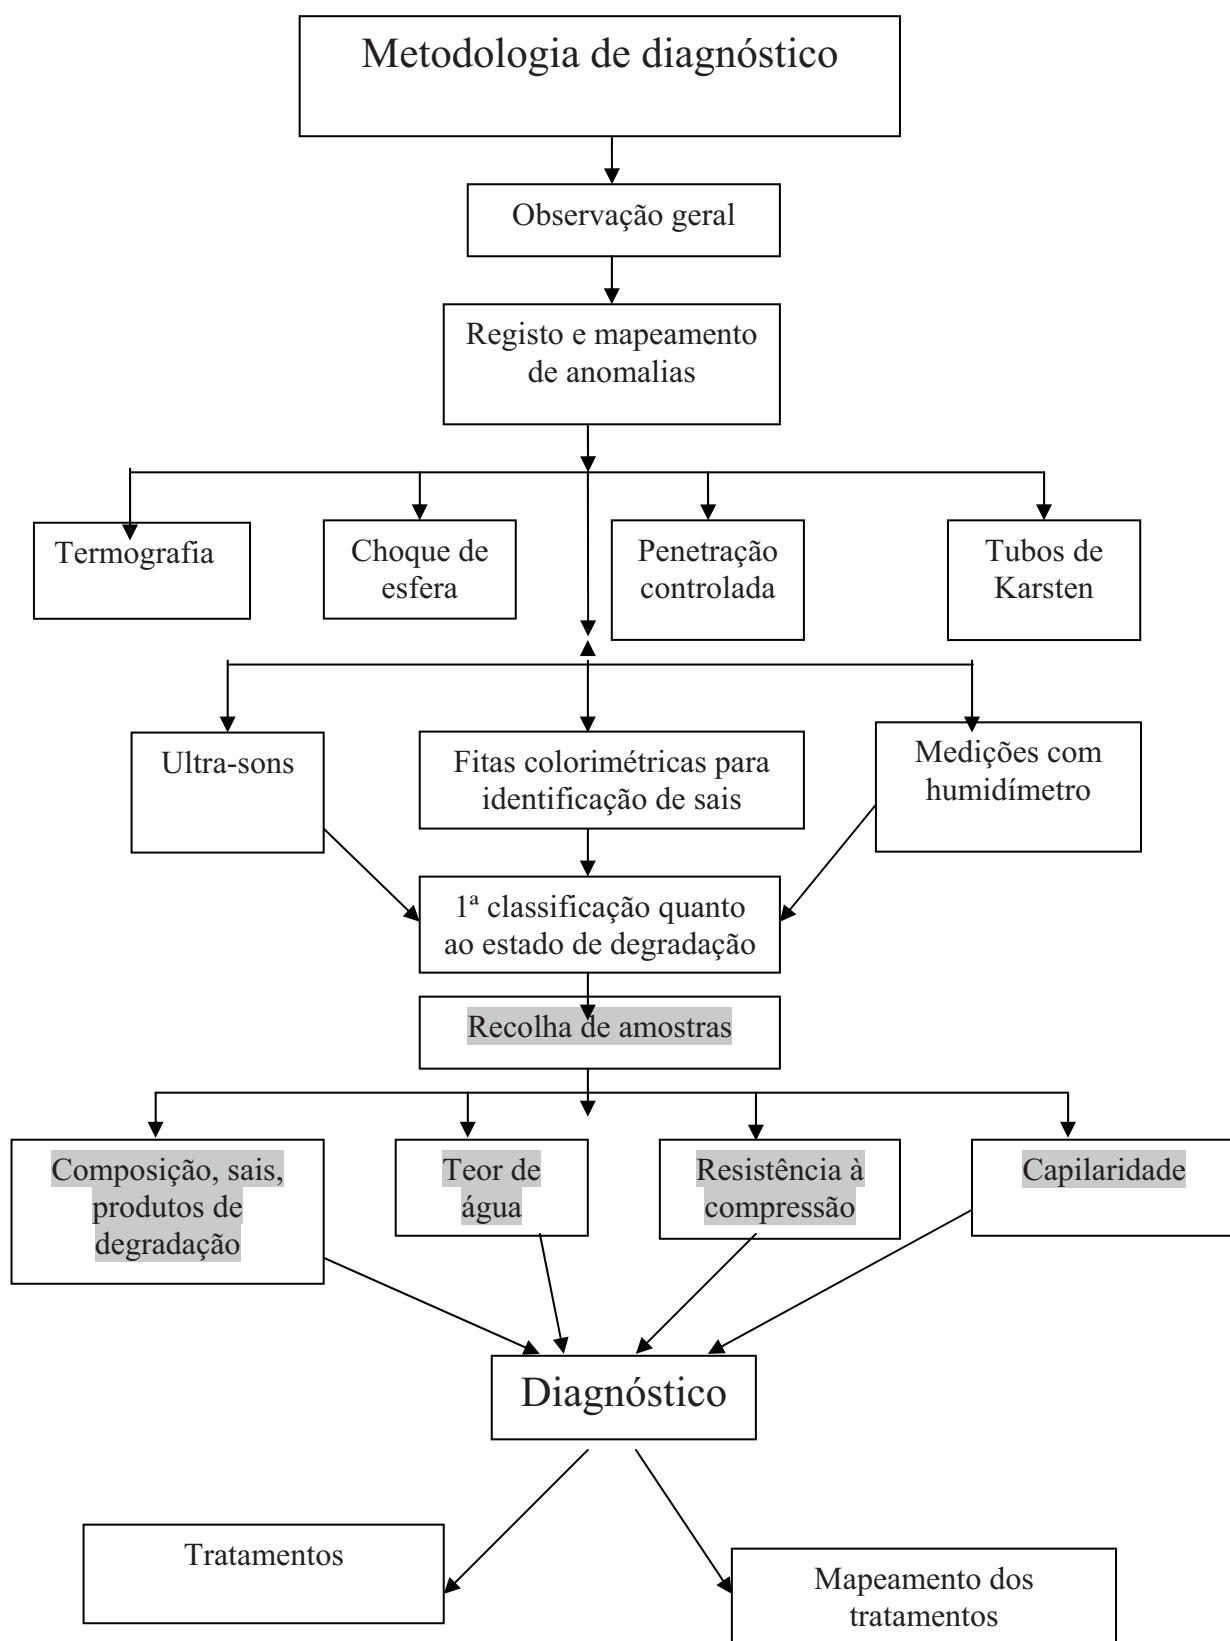 Metodologia de diagnóstico
Observação geral
Registo e mapeamento
de anomalias
Termografia
Choque de
esfera
Penetração
controlada
Tubos de
Karsten
Ultra-sons
Fitas colorimétricas para
identificação de sais
Medições com
humidímetro
1ª classificação quanto
ao estado de degradação
Recolha de amostras
Composição, sais,
produtos de
degradação
Teor de
água
Resistência à
compressão
Capilaridade
Diagnóstico
Tratamentos
Mapeamento dos
tratamentos